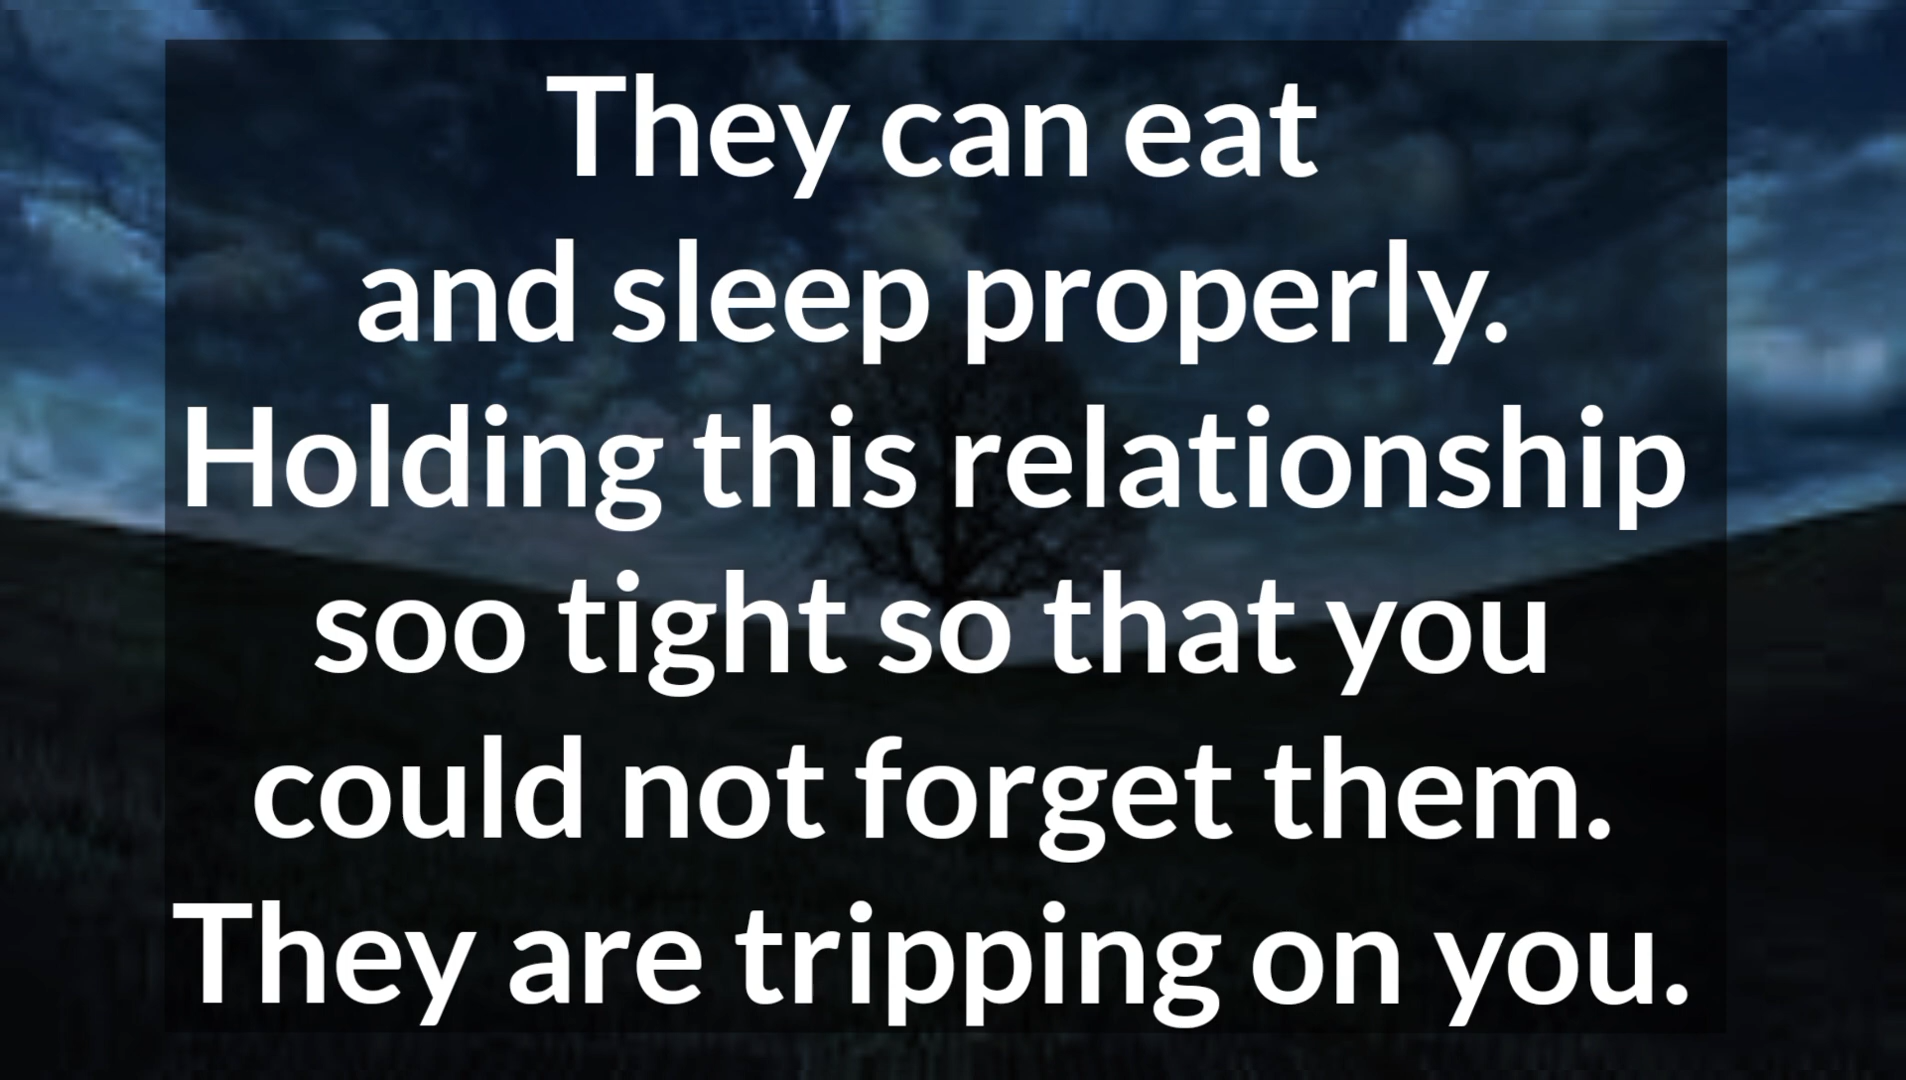 They can eat
and sleep properly.
Holding this relationship
soo tight so that you
could not forget them.
They are tripping on you.